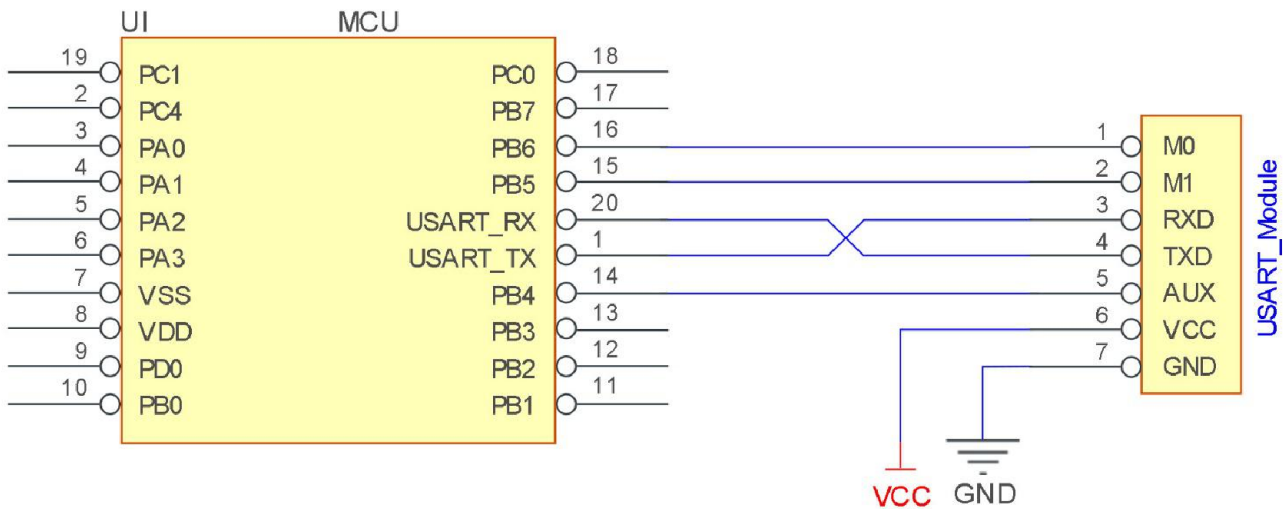 UI MCU
19 PC1 PC0 18
2 PC4 PB7 17
3 PA0 PB6 16 1 M0
4 PA1 PB5 15 2 M1
5 PA2 USART_RX 20 3 RXD
6 PA3 USART_TX 1 4 TXD
7 VSS PB4 14 5 AUX
8 VDD PB3 13 6 VCC
9 PD0 PB2 12 7 GND
10 PB0 PB1 11
USART_Module
VCC GND